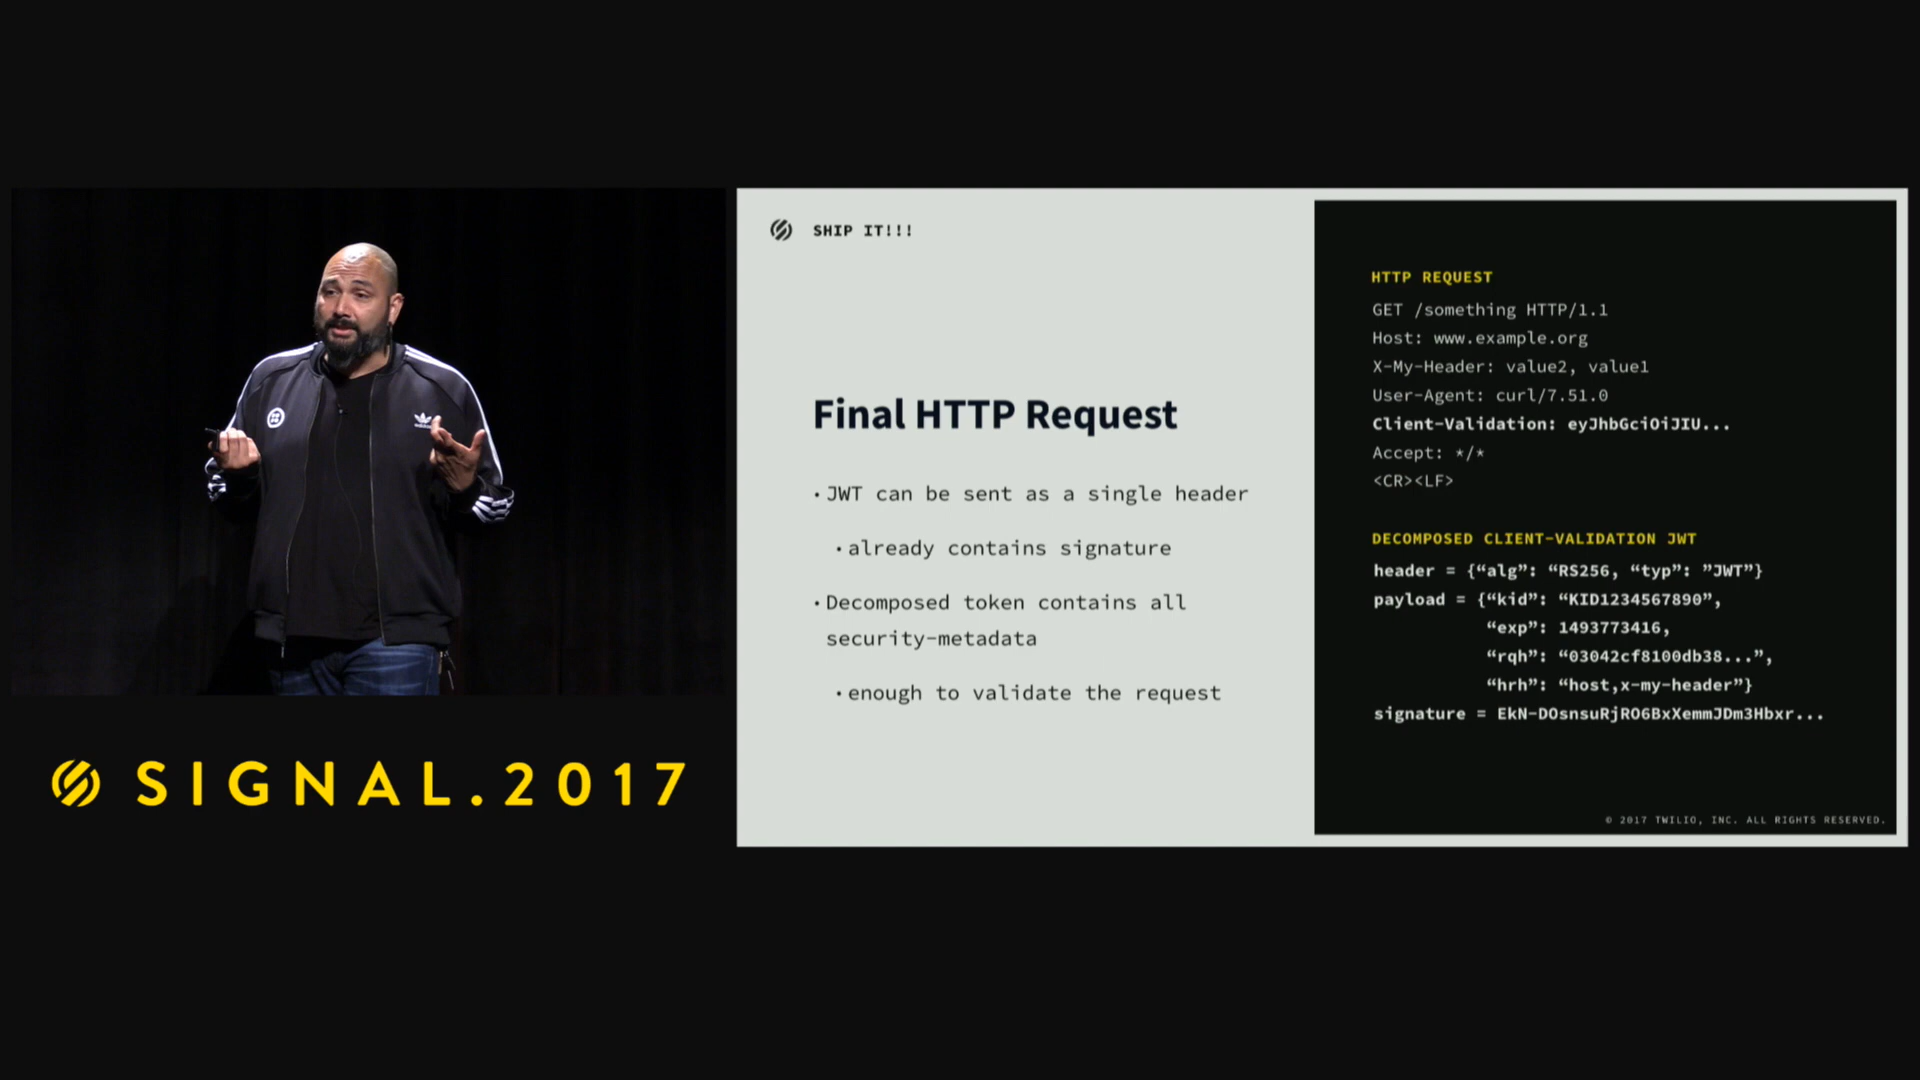 SHIP IT!!!
Final HTTP Request
• JWT can be sent as a single header
• already contains signature
• Decomposed token contains all
security-metadata
• enough to validate the request
HTTP REQUEST
GET /something HTTP/1.1
Host: www.example.org
X-My-Header: value2, value1
User-Agent: curl/7.51.0
Client-Validation: eyJhbGciOiJIU...
Accept: */*
<CR><LF>
DECOMPOSED CLIENT-VALIDATION JWT
header = {“alg”: “RS256, “typ”: ”JWT”}
payload = {“kid”: “KID1234567890”,
“exp”: 1493773416,
“rqh”: “03042cf8100db38...”,
“hrh”: “host,x-my-header”}
signature = EkN-DOsnsuRjRO6BxXemmJDm3Hbxr...
© 2017 TWILIO, INC. ALL RIGHTS RESERVED.
SIGNAL.2017